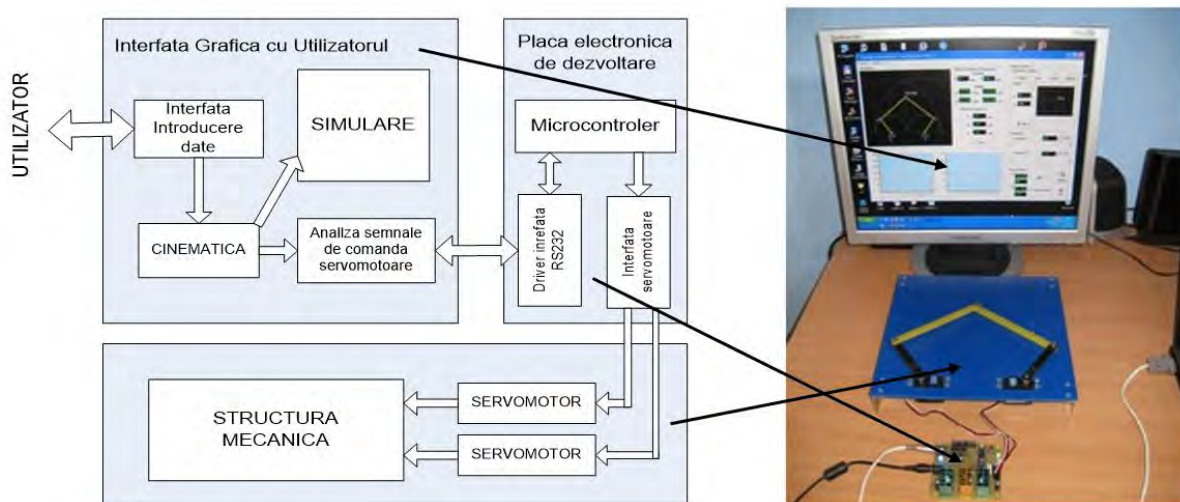 UTILIZATOR
Interfata Grafica cu Utilizatorul
Interfata
Introducere
date
SIMULARE
CINEMATICA
Analiza semnale
de comanda
servomotoare
Placa electronica
de dezvoltare
Microcontroler
Driver inrefata
RS232
Interfata
servomotoare
STRUCTURA
MECANICA
SERVOMOTOR
SERVOMOTOR